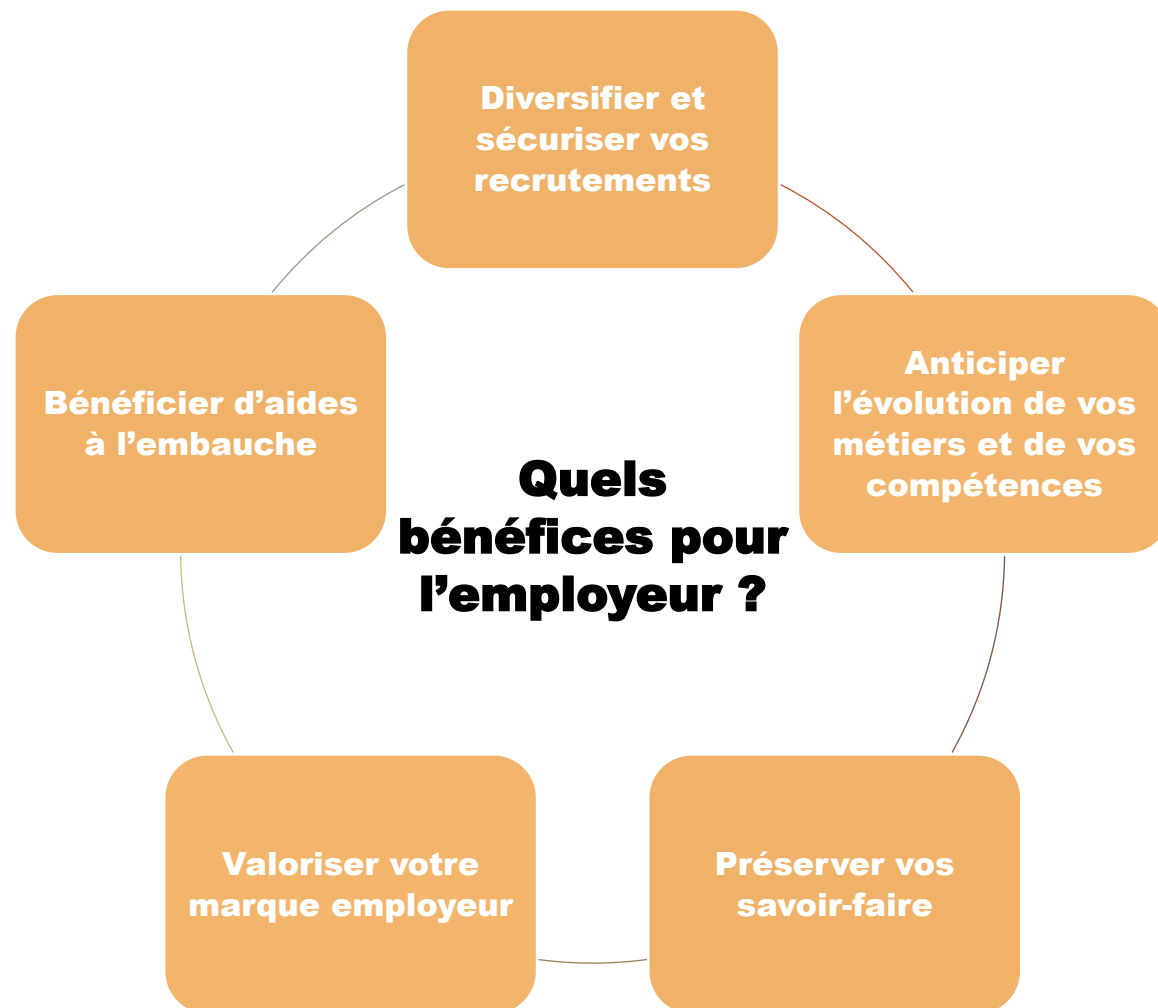 Diversifier et
sécuriser vos
recrutements
Anticiper
l’évolution de vos
métiers et de vos
compétences
Préserver vos
savoir-faire
Valoriser votre
marque employeur
Bénéficier d’aides
à l’embauche
Quels
bénéfices pour
l’employeur ?